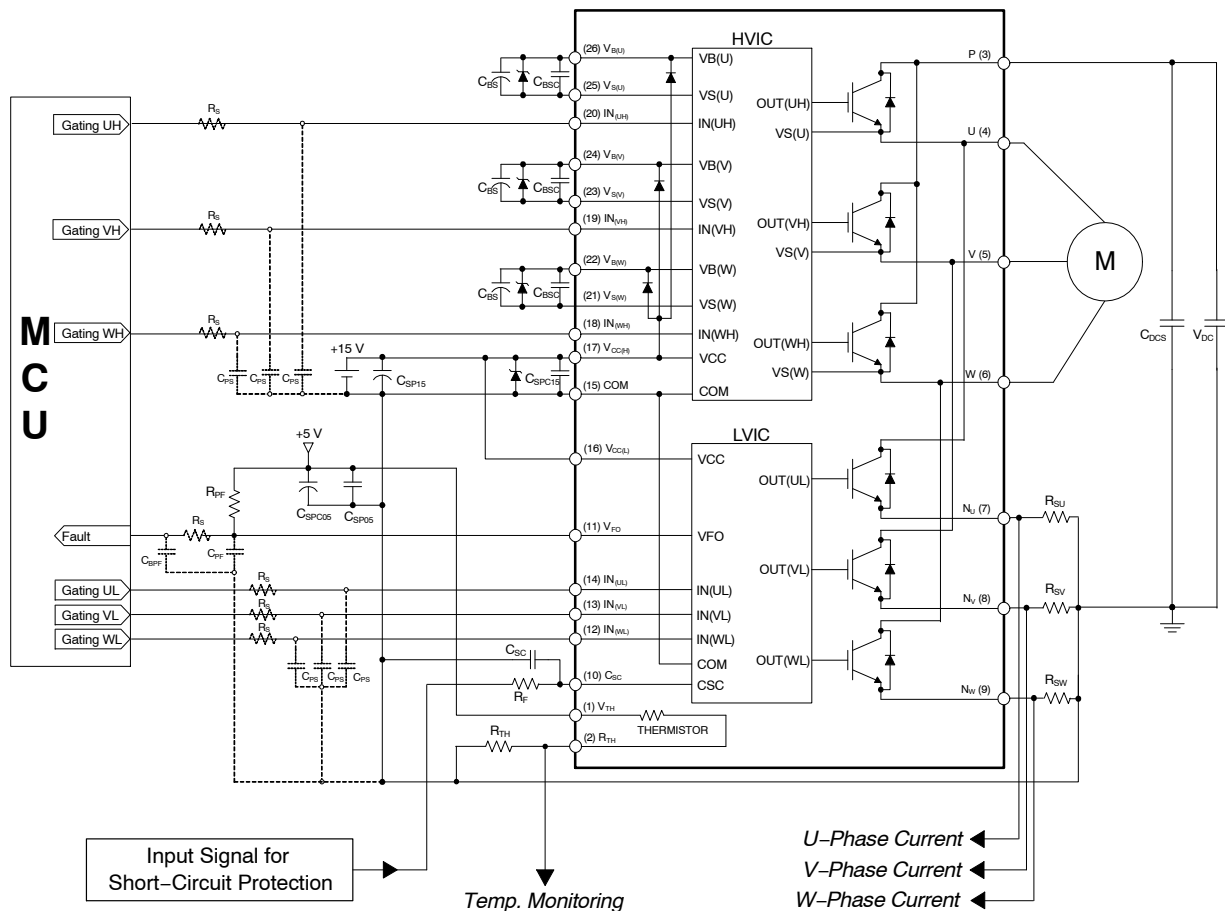 HVIC
P (3)
(26) VB(U)
VB(U)
CBS
CBSC
(25) VS(U)
VS(U)
OUT(UH)
RS
Gating UH
(20) IN(UH)
IN(UH)
VS(U)
U (4)
(24) VB(V)
VB(V)
CBS
CBSC
(23) VS(V)
VS(V)
OUT(VH)
RS
Gating VH
(19) IN(VH)
IN(VH)
VS(V)
V (5)
M
(22) VB(W)
VB(W)
CBS
CBSC
(21) VS(W)
VS(W)
MCU
RS
Gating WH
(18) IN(WH)
IN(WH)
OUT(WH)
CDCS
VDC
+15 V
(17) VCC(H)
VCC
CPS
CPS
CPS
CSP15
CSPC15
VS(W)
W (6)
(15) COM
COM
+5 V
LVIC
(16) VCC(L)
VCC
OUT(UL)
RPF
CSPC05
CSP05
NU (7)
RSU
RS
Fault
(11) VFO
VFO
CBPF
CPF
OUT(VL)
RS
Gating UL
(14) IN(UL)
IN(UL)
RS
Gating VL
(13) IN(VL)
IN(VL)
NV (8)
RSV
RS
Gating WL
(12) IN(WL)
IN(WL)
CSC
COM
OUT(WL)
CPS
CPS
CPS
RF
(10) CSC
CSC
NW (9)
RSW
(1) VTH
THERMISTOR
RTH
(2) RTH
Input Signal for
Short−Circuit Protection
Temp. Monitoring
U−Phase Current
V−Phase Current
W−Phase Current